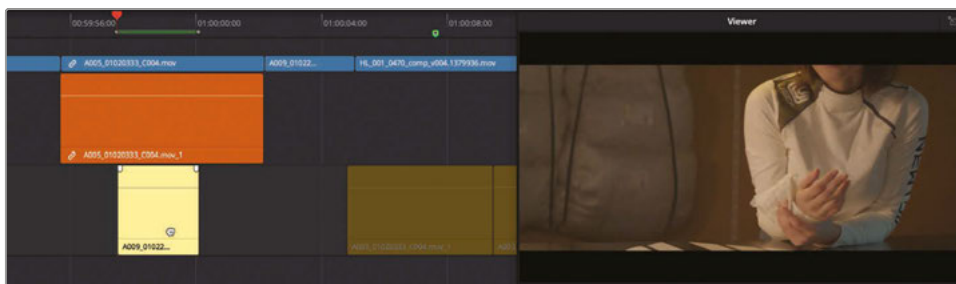 00:59:56:00 01:00:00:00 01:00:04:00 01:00:08:00 Viewer
A005_01020333_C004.mov A009_01022... HL_001_0470_comp_v004.1379936.mov
A005_01020333_C004.mov_1
A009_01022...